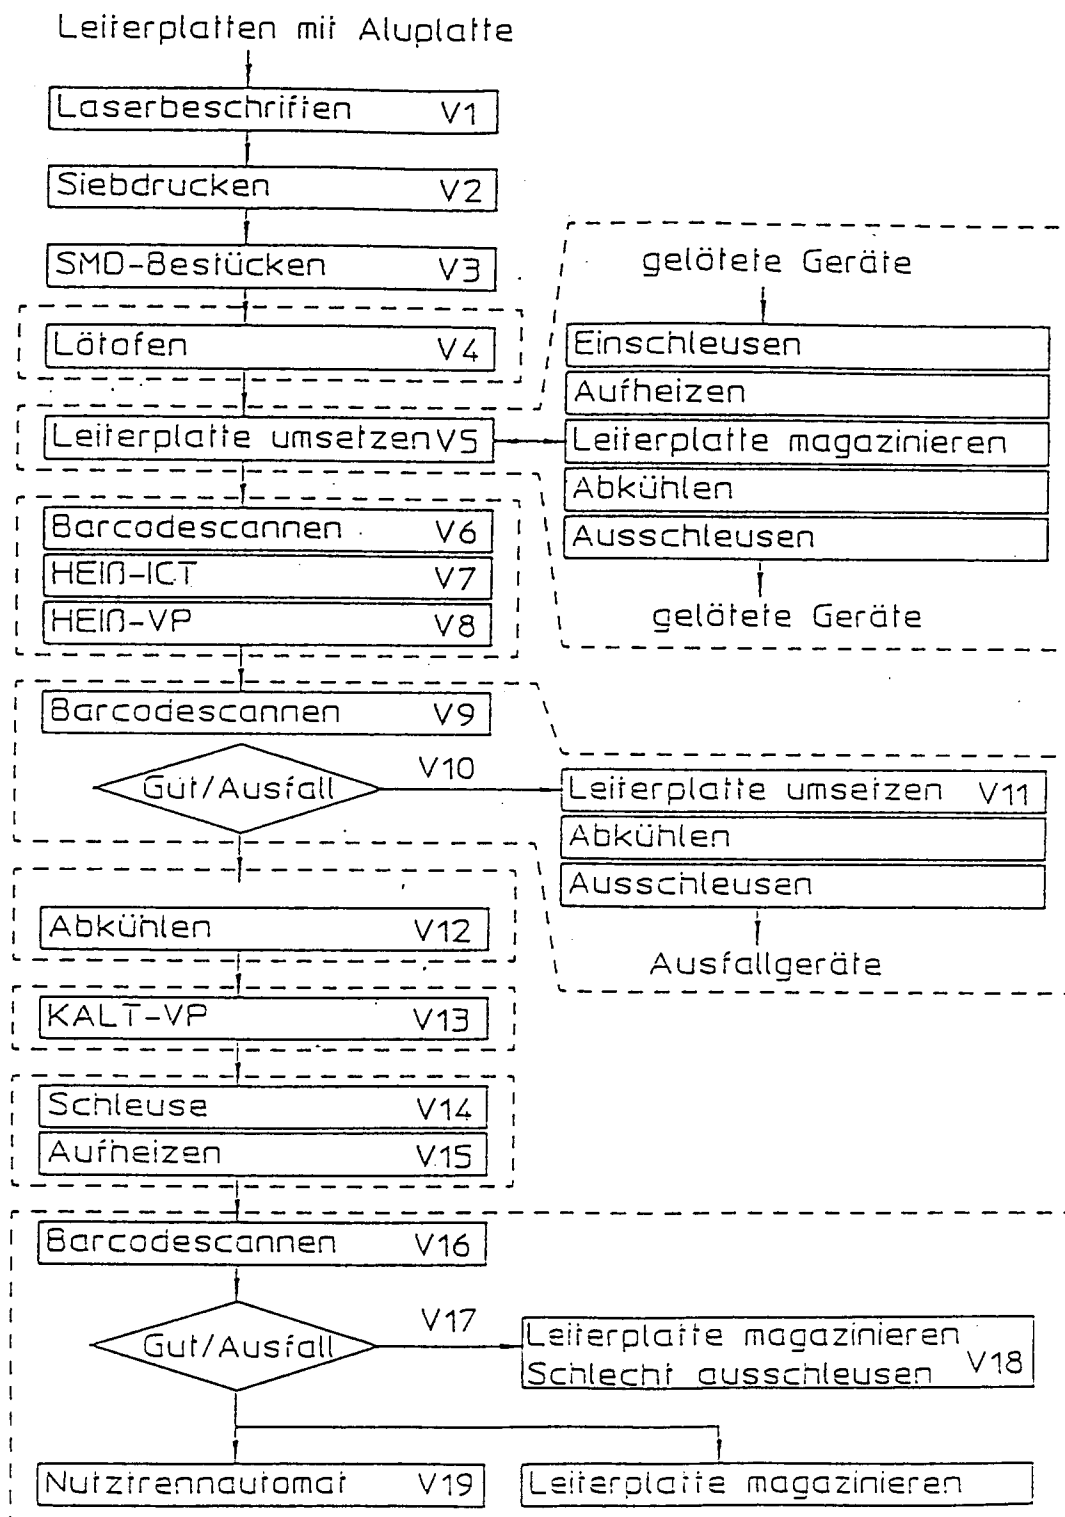 Leiterplatten mit Aluplatte
Laserbeschriften V1
Siebdrucken V2
SMD-Bestücken V3
Lötofen V4
Leiterplatte umsetzen V5
gelötete Geräte
Einschleusen
Aufheizen
Leiterplatte magazinieren
Abkühlen
Ausschleusen
gelötete Geräte
Barcodescannen V6
HEIß-ICT V7
HEIß-VP V8
Barcodescannen V9
Gut/Ausfall V10
Leiterplatte umsetzen V11
Abkühlen
Ausschleusen
Ausfallgeräte
Abkühlen V12
KALT-VP V13
Schleuse V14
Aufheizen V15
Barcodescannen V16
Gut/Ausfall V17
Leiterplatte magazinieren
Schlecht ausschleusen V18
Nutztrennautomat V19
Leiterplatte magazinieren